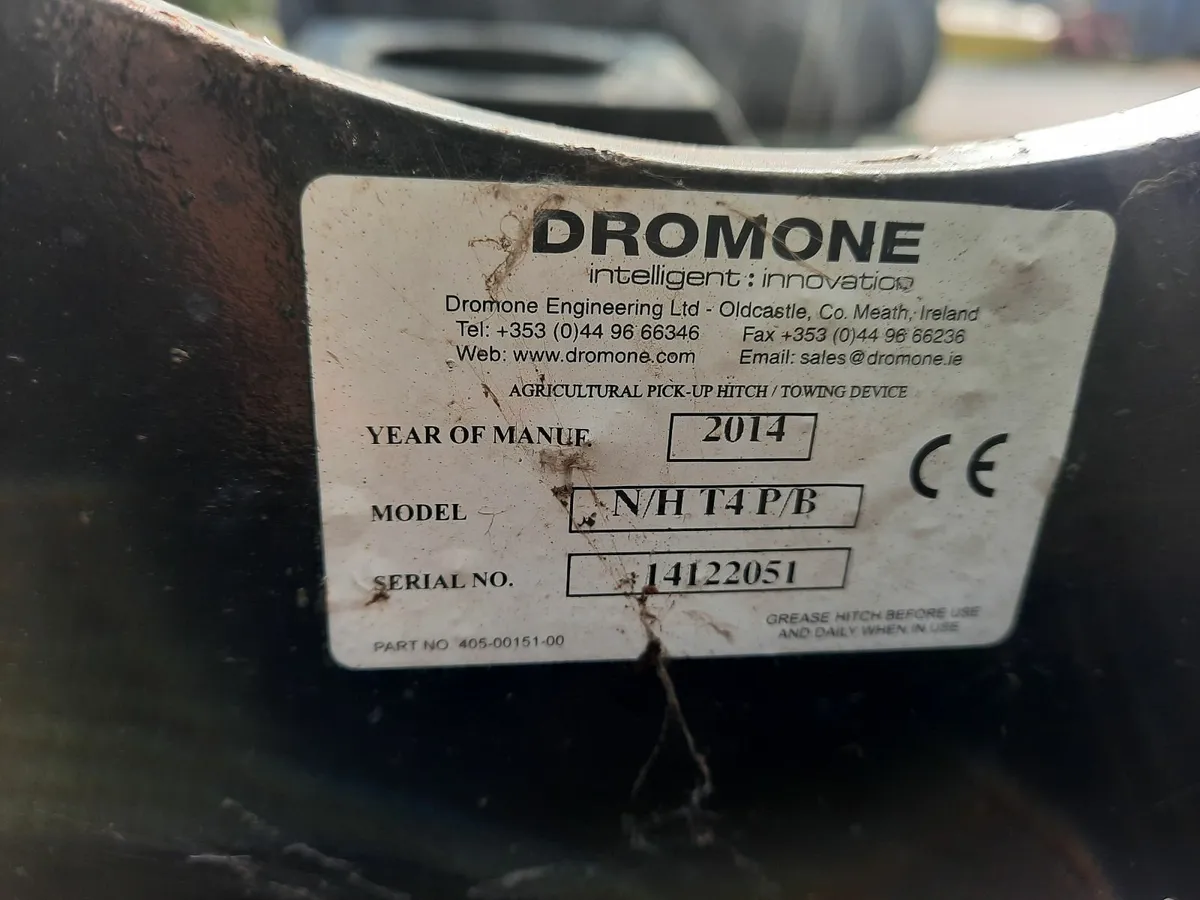 DROMONE
intelligent : innovation
Dromone Engineering Ltd - Oldcastle, Co. Meath, Ireland
Tel: +353 (0)44 96 66346 Fax +353 (0)44 96 66236
Web: www.dromone.com Email: sales@dromone.ie
AGRICULTURAL PICK-UP HITCH / TOWING DEVICE
YEAR OF MANUF. 2014
CE
MODEL N/H T4 P/B
SERIAL NO. 14122051
GREASE HITCH BEFORE USE
AND DAILY WHEN IN USE
PART NO 405-00151-00